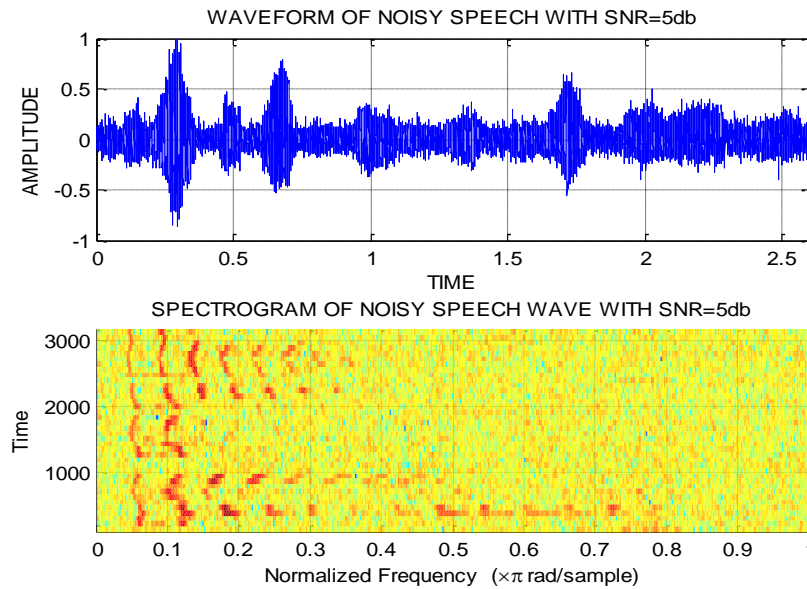 WAVEFORM OF NOISY SPEECH WITH SNR=5db
1
0.5
0
-0.5
-1
AMPLITUDE
0 0.5 1 1.5 2 2.5
TIME
SPECTROGRAM OF NOISY SPEECH WAVE WITH SNR=5db
3000
2000
1000
Time
0 0.1 0.2 0.3 0.4 0.5 0.6 0.7 0.8 0.9
Normalized Frequency (×π rad/sample)